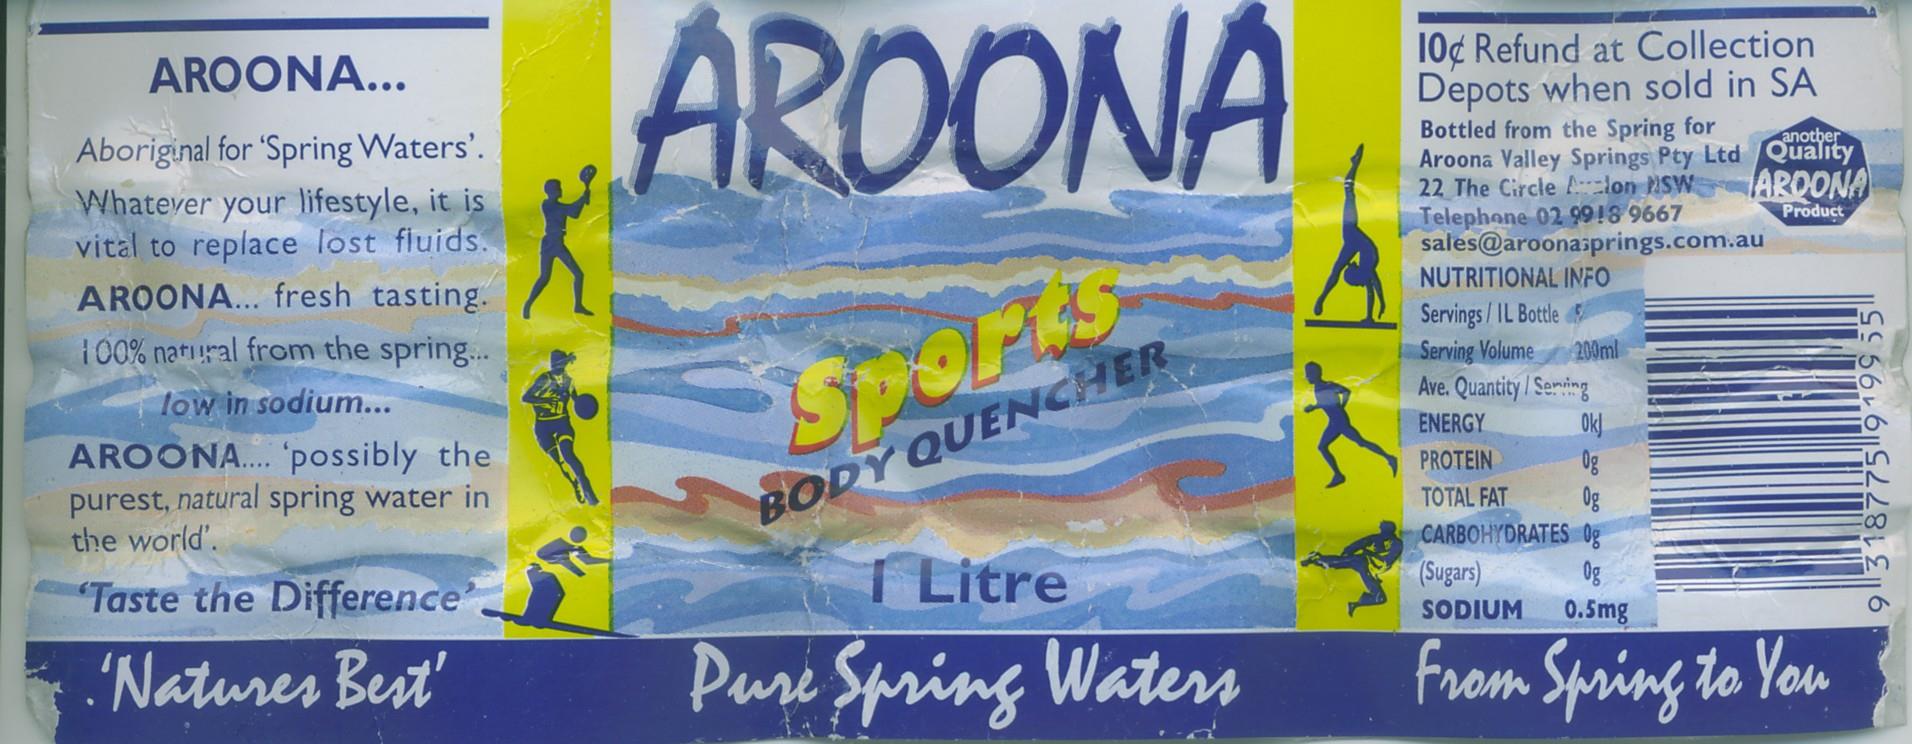 AROONA...
Aboriginal for 'Spring Waters'.
Whatever your lifestyle, it is
vital to replace lost fluids.
AROONA... fresh tasting.
100% natural from the spring...
low in sodium...
AROONA.... 'possibly the
purest, natural spring water in
the world'.
'Taste the Difference'
'Natures Best'
AROONA
Sports
BODY QUENCHER
1 Litre
Pure Spring Waters
10¢ Refund at Collection
Depots when sold in SA
Bottled from the Spring for
Aroona Valley Springs Pty Ltd
22 The Circle NSW
Telephone 02 9918 9667
sales@aroonasprings.com.au
another
Quality
AROONA
Product
NUTRITIONAL INFO
Servings / 1L Bottle 5
Serving Volume 200ml
Ave. Quantity / Serving
ENERGY 0kJ
PROTEIN 0g
TOTAL FAT 0g
CARBOHYDRATES 0g
(Sugars) 0g
SODIUM 0.5mg
9 318775 919955
From Spring to You